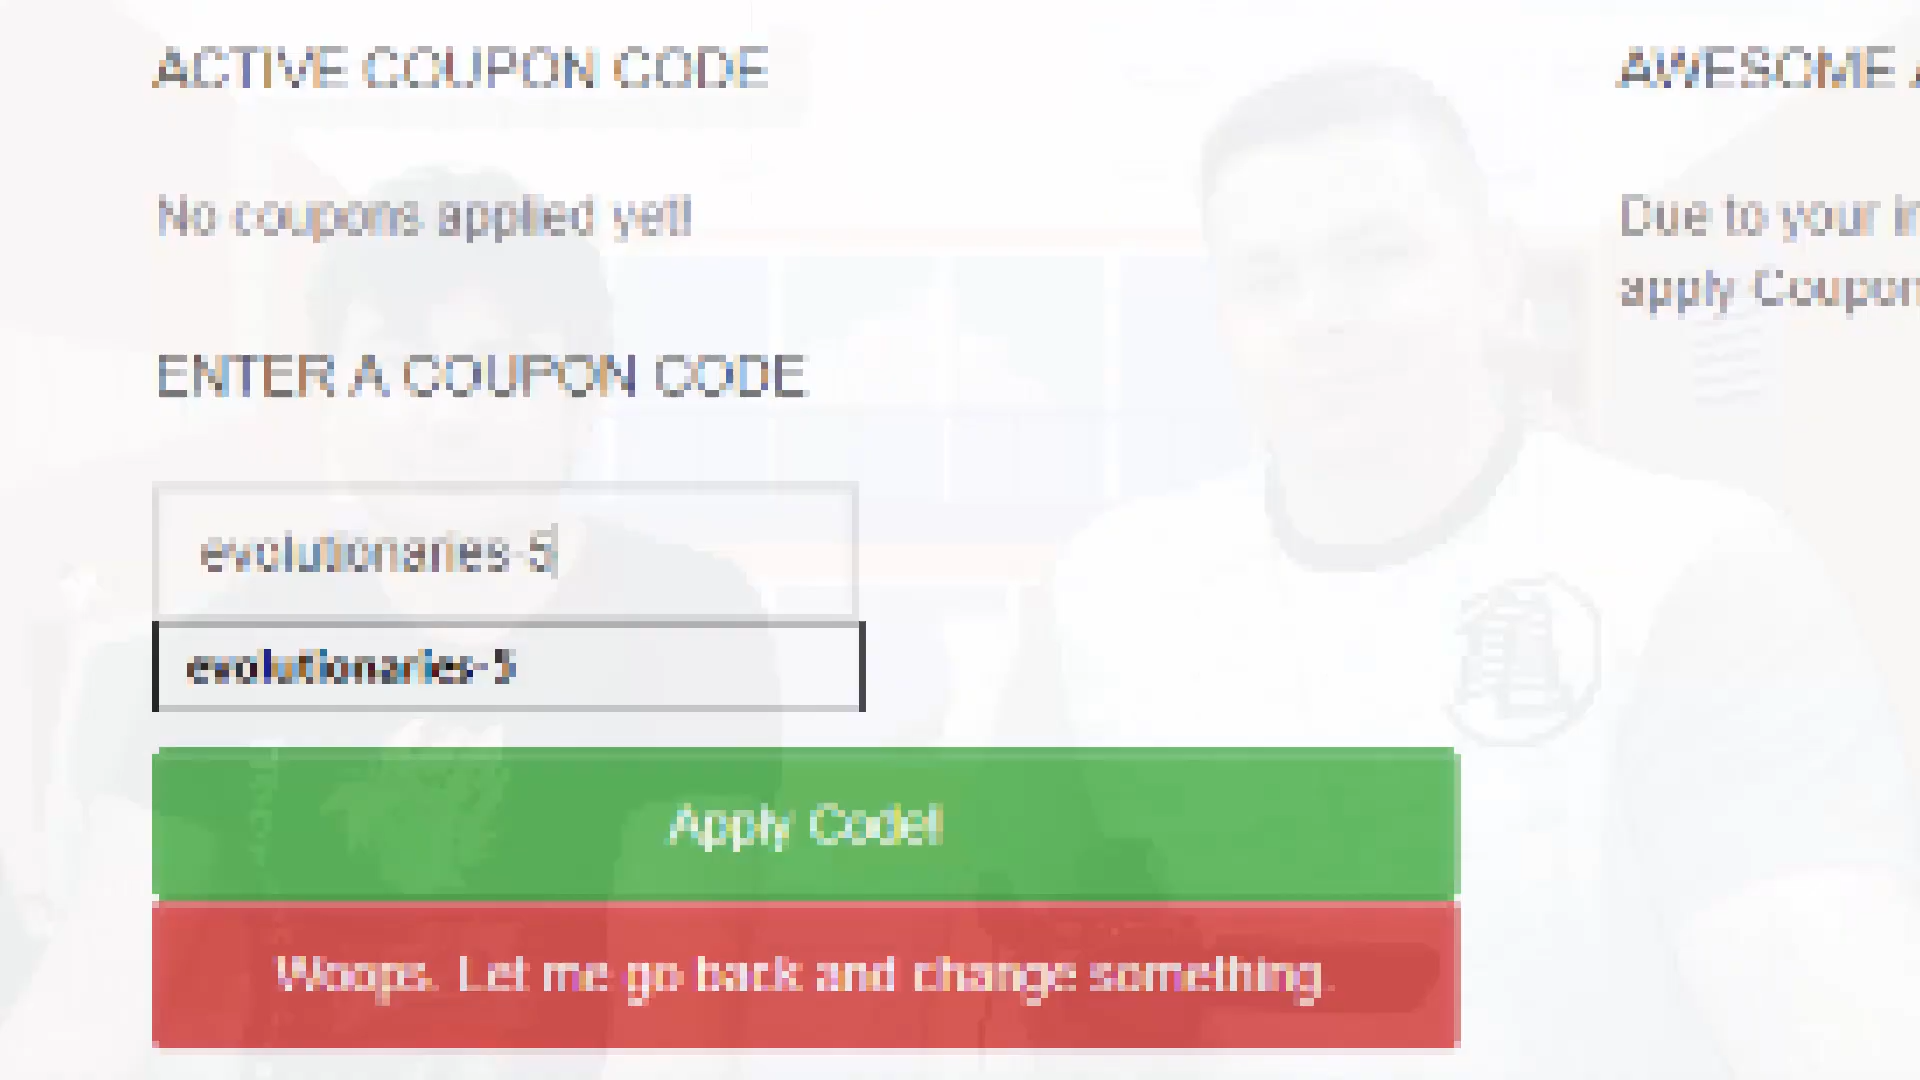 ACTIVE COUPON CODE
No coupons applied yet!
ENTER A COUPON CODE
evolutionaries-5
evolutionaries-5
Apply Code!
Woops. Let me go back and change something.
AWESOME
Due to your
apply Coupon
亀